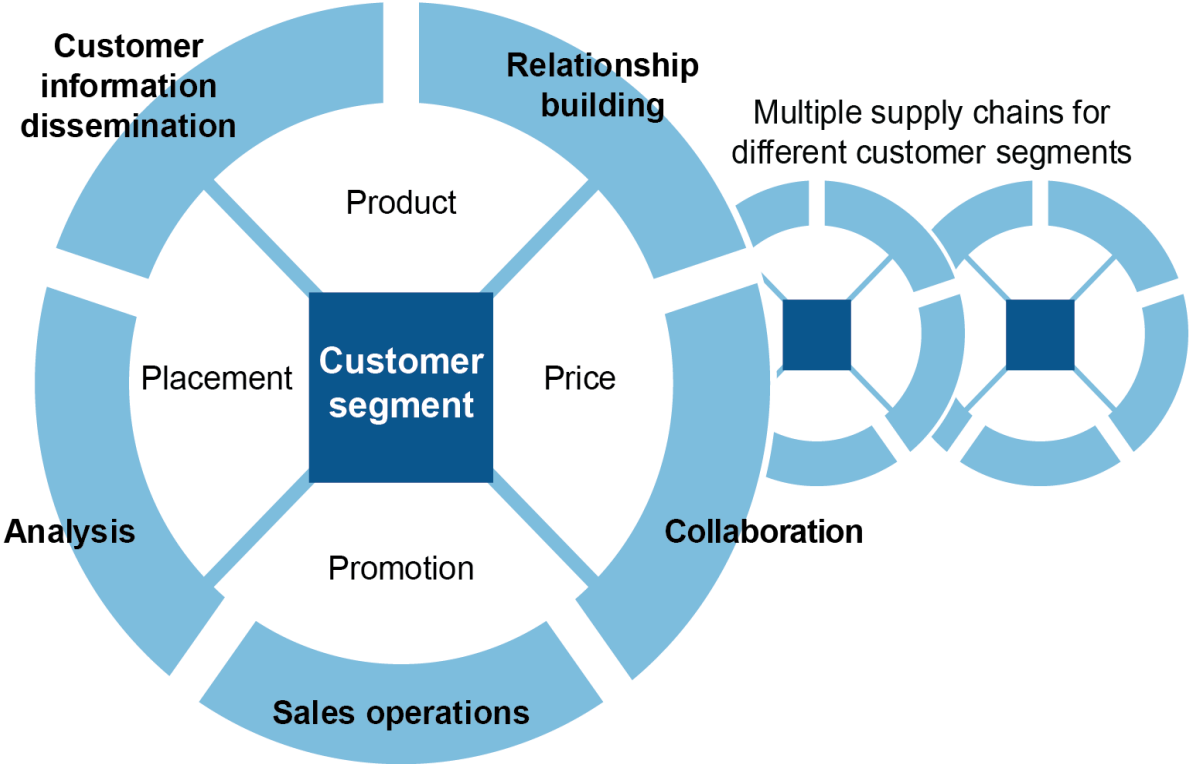 Customer
information
dissemination
Relationship
building
Multiple supply chains for
different customer segments
Product
Placement
Customer
segment
Price
Analysis
Collaboration
Promotion
Sales operations